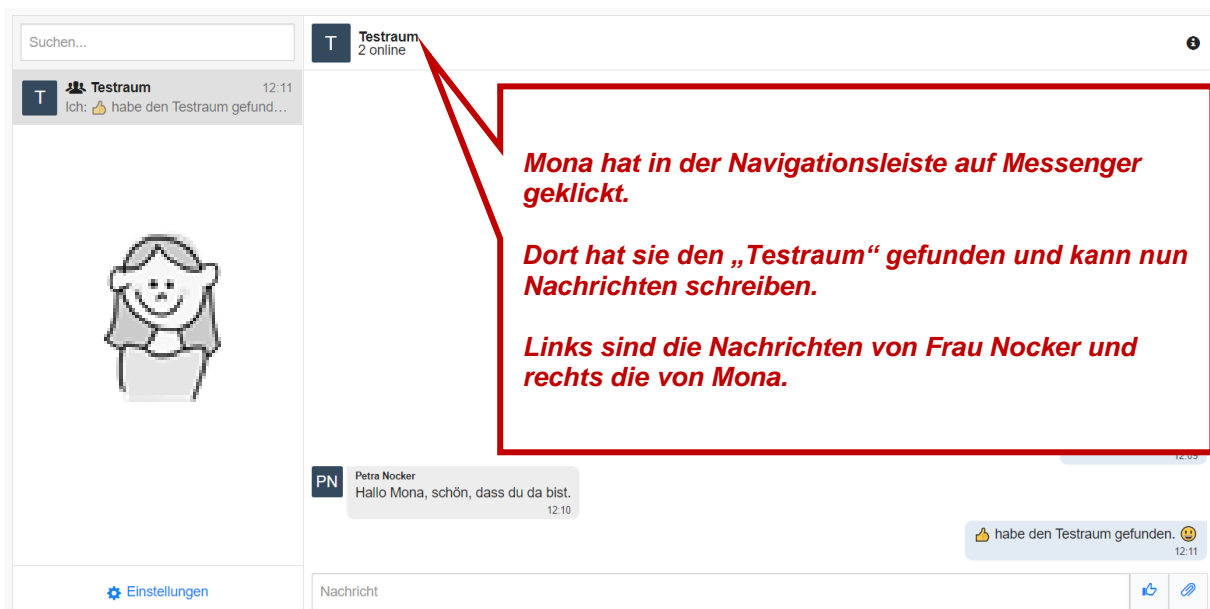 Suchen...
T
Testraum
12:11
Ich: 👍 habe den Testraum gefund...
Einstellungen
T
Testraum
2 online
Mona hat in der Navigationsleiste auf Messenger
geklickt.
Dort hat sie den „Testraum“ gefunden und kann nun
Nachrichten schreiben.
Links sind die Nachrichten von Frau Nocker und
rechts die von Mona.
PN
Petra Nocker
Hallo Mona, schön, dass du da bist.
12:10
👍 habe den Testraum gefunden. 😃
12:11
Nachricht